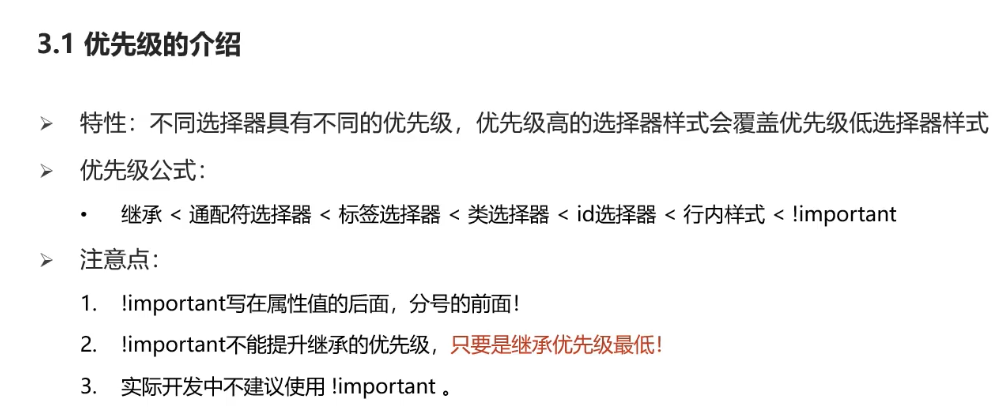 3.1 优先级的介绍
➢ 特性：不同选择器具有不同的优先级，优先级高的选择器样式会覆盖优先级低选择器样式
➢ 优先级公式：
• 继承 < 通配符选择器 < 标签选择器 < 类选择器 < id选择器 < 行内样式 < !important
➢ 注意点：
1. !important写在属性值的后面，分号的前面！
2. !important不能提升继承的优先级，只要是继承优先级最低！
3. 实际开发中不建议使用 !important 。